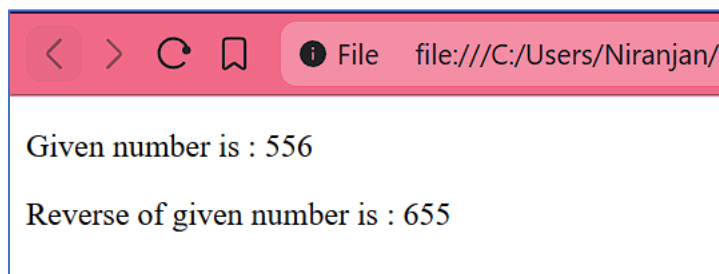 File file:///C:/Users/Niranjan/
Given number is : 556
Reverse of given number is : 655